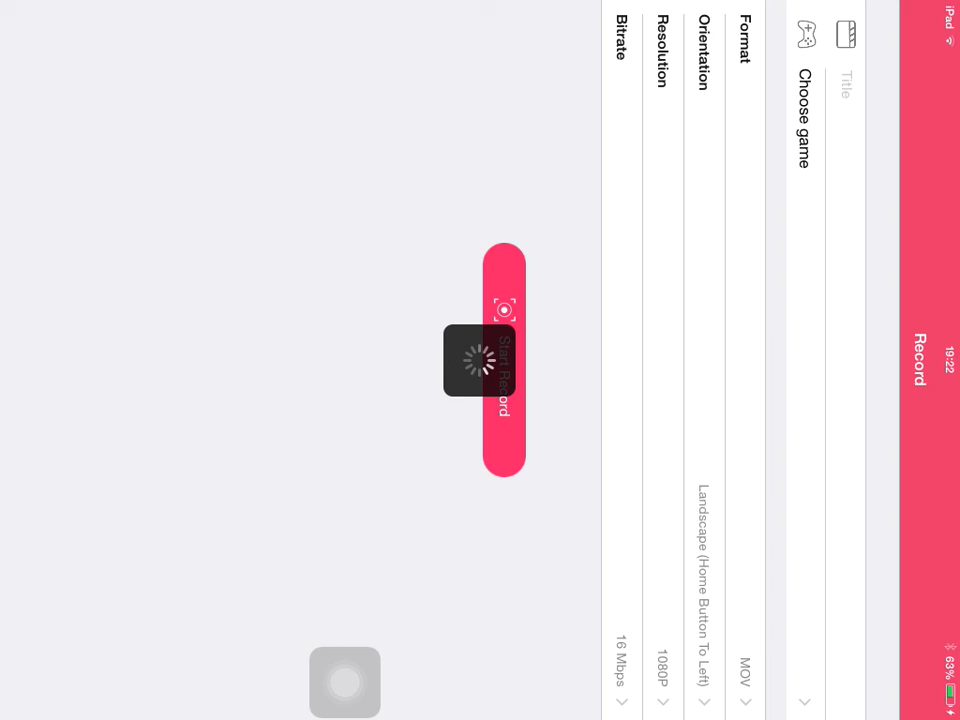 iPad 19:22 63%
Record
Title
Choose game
Format MOV
Orientation Landscape (Home Button To Left)
Resolution 1080P
Bitrate 16 Mbps
Start Record